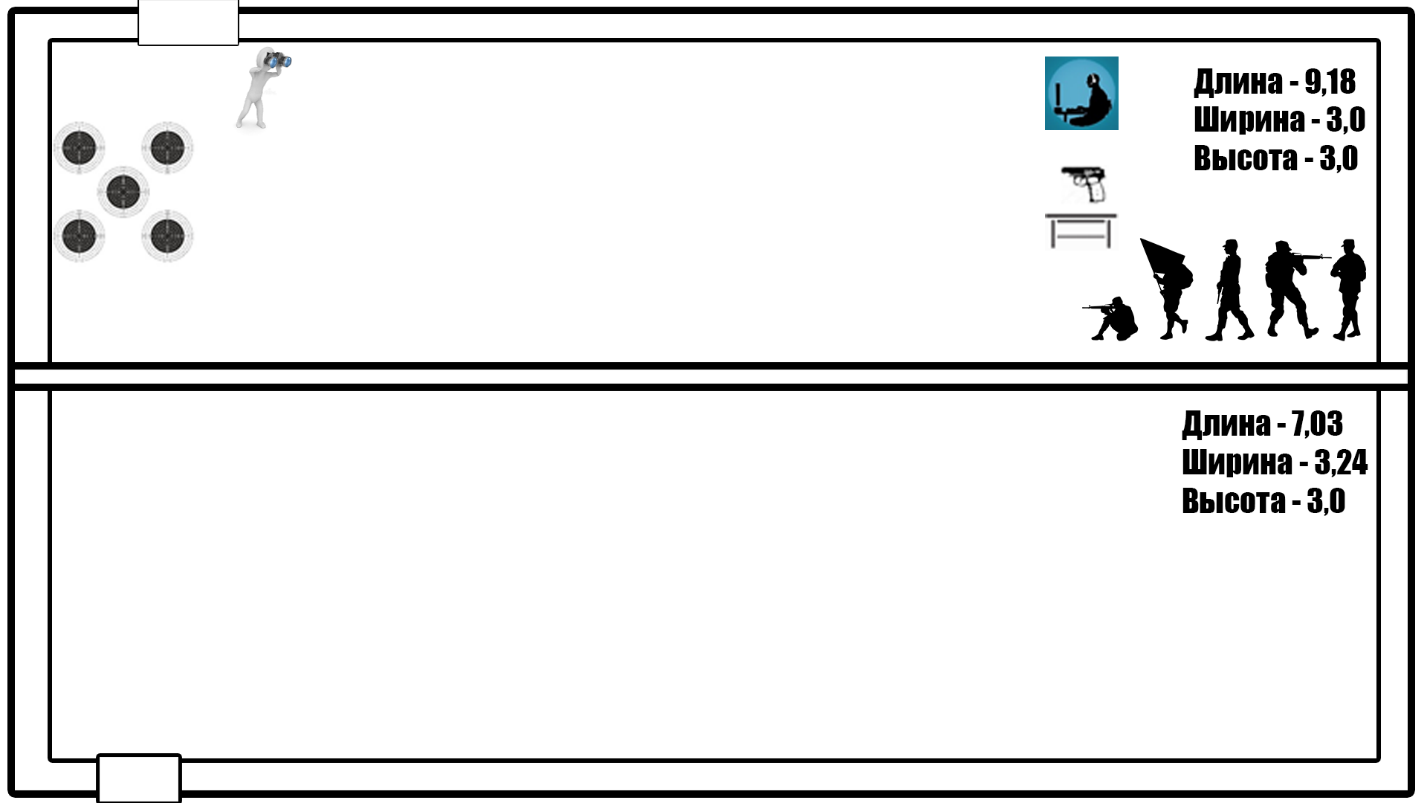 Длина - 9,18
Ширина - 3,0
Высота - 3,0
Длина - 7,03
Ширина - 3,24
Высота - 3,0